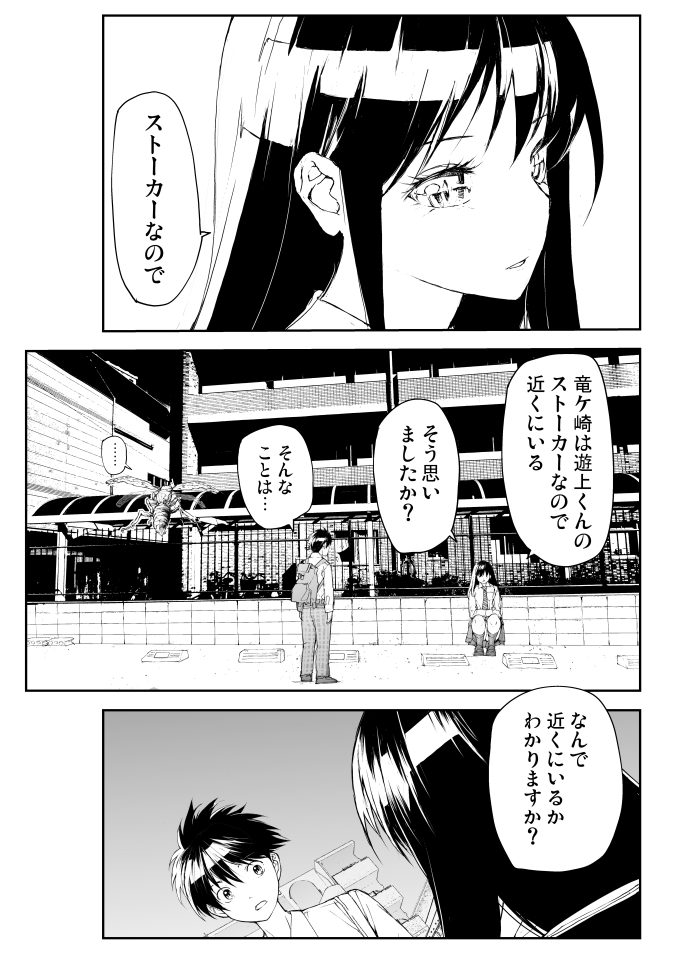 ストーカーなので
竜ケ崎は遊上くんの
ストーカーなので
近くにいる
そう思い
ましたか？
そんな
ことは…
……
なんで
近くにいるか
わかりますか？